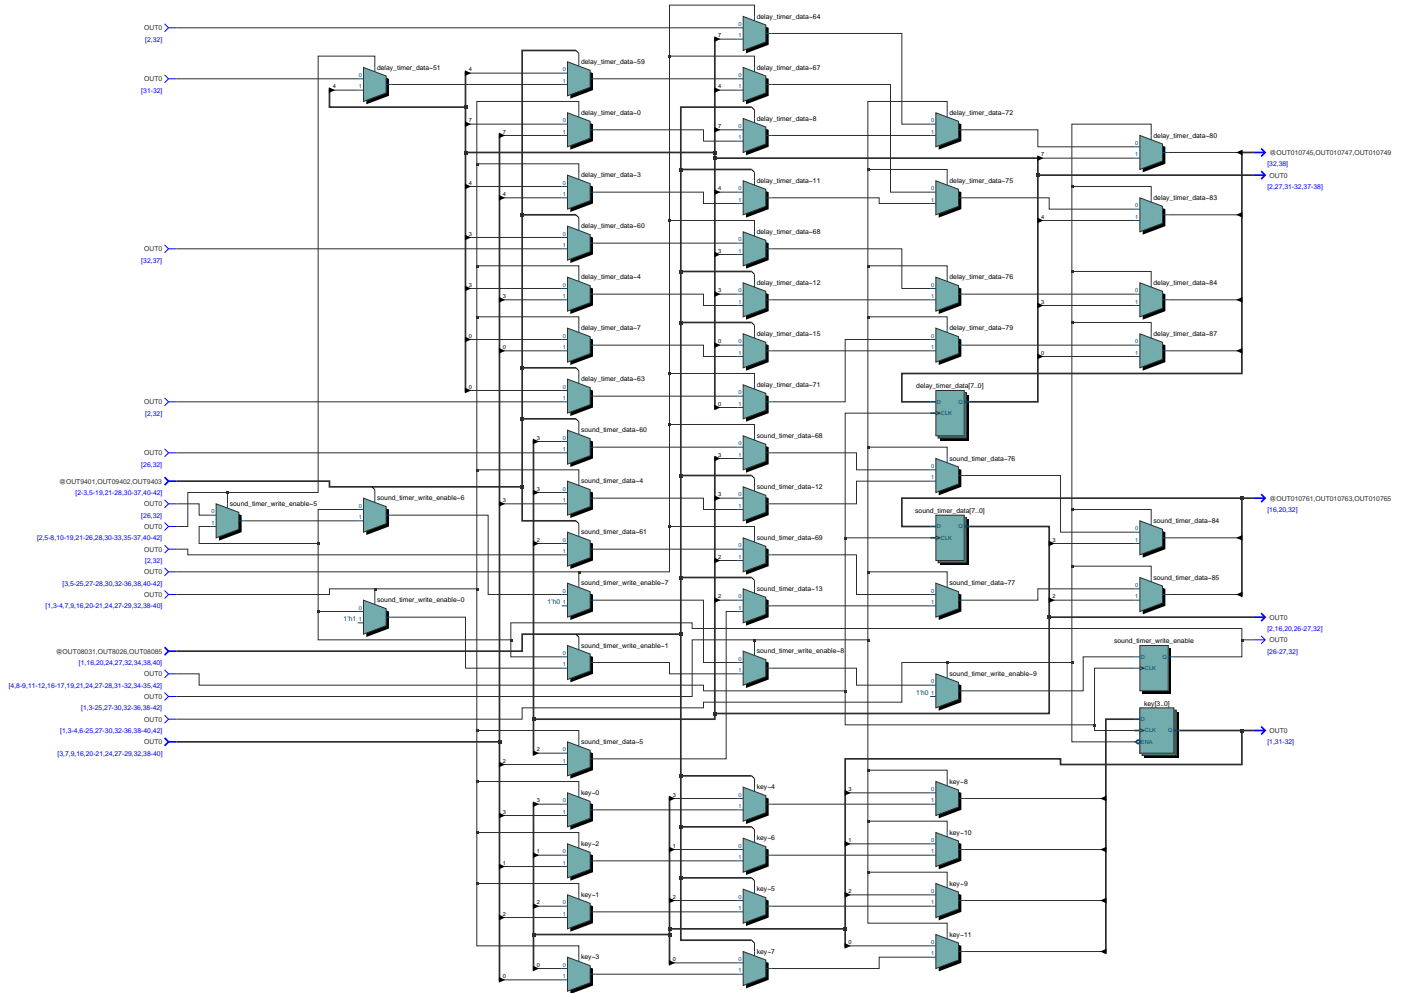 OUT0
[2,32]
OUT0
[31-32]
OUT0
[32,37]
OUT0
[2,32]
OUT0
[26,32]
@OUT9401,OUT09402,OUT9403
[2-3,5-19,21-28,30-37,40-42]
OUT0
[26,32]
OUT0
[2,5-8,10-19,21-26,28,30-33,35-37,40-42]
OUT0
[2,32]
OUT0
[3,5-25,27-28,30,32-36,38,40-42]
OUT0
[1,3-4,7,9,16,20-21,24,27-29,32,38-40]
@OUT08031,OUT8026,OUT08085
[1,16,20,24,27,32,34,38,40]
OUT0
[4,8-9,11-12,16-17,19,21,24,27-28,31-32,34-35,42]
OUT0
[1,3-25,27-30,32-36,38-42]
OUT0
[1,3-4,6-25,27-30,32-36,38-40,42]
OUT0
[3,7,9,16,20-21,24,27-29,32,38-40]
delay_timer_data~51
sound_timer_write_enable~5
sound_timer_write_enable~6
sound_timer_write_enable~0
1'h1
delay_timer_data~59
delay_timer_data~0
delay_timer_data~3
delay_timer_data~60
delay_timer_data~4
delay_timer_data~7
delay_timer_data~63
sound_timer_data~60
sound_timer_data~4
sound_timer_data~61
sound_timer_write_enable~7
1'h0
sound_timer_write_enable~1
sound_timer_data~5
key~0
key~2
key~1
key~3
delay_timer_data~64
delay_timer_data~67
delay_timer_data~8
delay_timer_data~11
delay_timer_data~68
delay_timer_data~12
delay_timer_data~15
delay_timer_data~71
sound_timer_data~68
sound_timer_data~12
sound_timer_data~69
sound_timer_data~13
sound_timer_write_enable~8
key~4
key~6
key~5
key~7
delay_timer_data~72
delay_timer_data~75
delay_timer_data~76
delay_timer_data~79
delay_timer_data[7..0]
D
Q
CLK
sound_timer_data~76
sound_timer_data[7..0]
D
Q
CLK
sound_timer_data~77
sound_timer_write_enable~9
1'h0
key~8
key~10
key~9
key~11
delay_timer_data~80
delay_timer_data~83
delay_timer_data~84
delay_timer_data~87
sound_timer_data~84
sound_timer_data~85
sound_timer_write_enable
D
Q
CLK
key[3..0]
D
Q
CLK
ENA
@OUT010745,OUT010747,OUT010749
[32,38]
OUT0
[2,27,31-32,37-38]
@OUT010761,OUT010763,OUT010765
[16,20,32]
OUT0
[2,16,20,26-27,32]
OUT0
[26-27,32]
OUT0
[1,31-32]